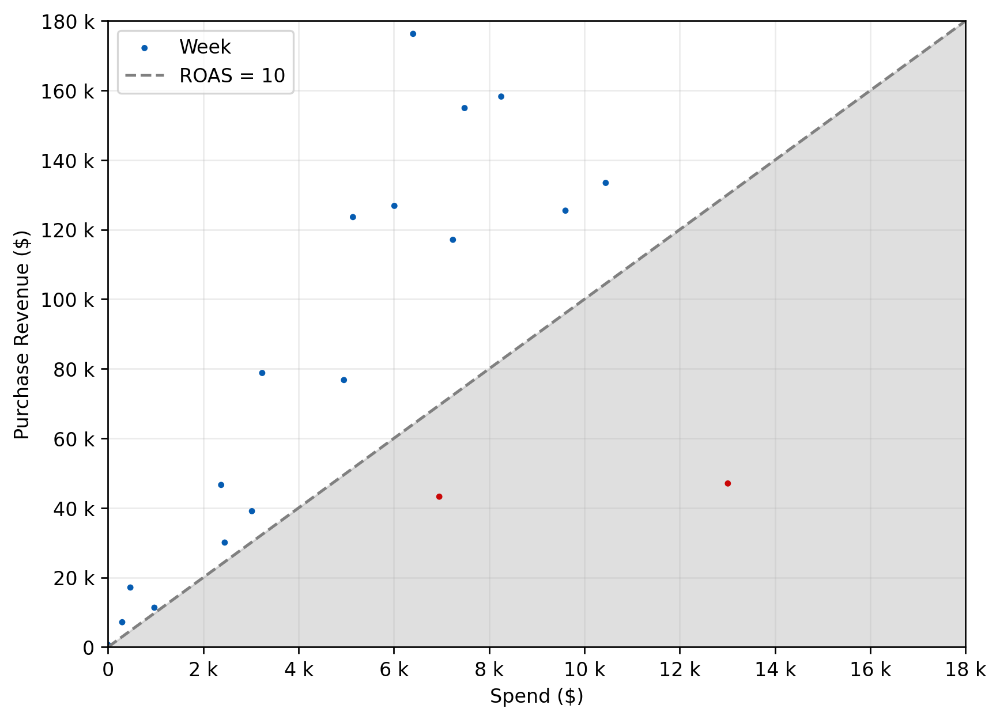 180 k
160 k
140 k
120 k
100 k
80 k
60 k
40 k
20 k
0
Purchase Revenue ($)
Week
ROAS = 10
0 2 k 4 k 6 k 8 k 10 k 12 k 14 k 16 k 18 k
Spend ($)